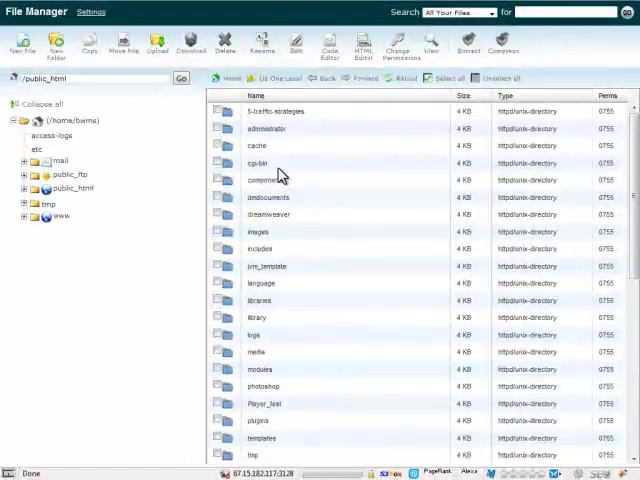 File Manager Settings Search All Your Files for GO
New File New Folder Copy Move File Upload Download Delete Rename Edit Code Editor HTML Editor Change Permissions View Extract Compress
/public_html GO Home Up One Level Back Forward Reload Select all Unselect all
Collapse all
(/home/bwms)
access-logs
etc
mail
public_ftp
public_html
tmp
www
Name Size Type Perms
5-traffic-strategies 4 KB httpd/unix-directory 0755
administrator 4 KB httpd/unix-directory 0755
cache 4 KB httpd/unix-directory 0755
cgi-bin 4 KB httpd/unix-directory 0755
componen 4 KB httpd/unix-directory 0755
dmdocuments 4 KB httpd/unix-directory 0755
dreamweaver 4 KB httpd/unix-directory 0755
images 4 KB httpd/unix-directory 0755
includes 4 KB httpd/unix-directory 0755
jvm_template 4 KB httpd/unix-directory 0755
language 4 KB httpd/unix-directory 0755
libraries 4 KB httpd/unix-directory 0755
library 4 KB httpd/unix-directory 0755
logs 4 KB httpd/unix-directory 0755
media 4 KB httpd/unix-directory 0755
modules 4 KB httpd/unix-directory 0755
photoshop 4 KB httpd/unix-directory 0755
Player_test 4 KB httpd/unix-directory 0755
plugins 4 KB httpd/unix-directory 0755
templates 4 KB httpd/unix-directory 0755
tmp 4 KB httpd/unix-directory 0755
Done 67.15.182.117:3128 PageRank Alexa